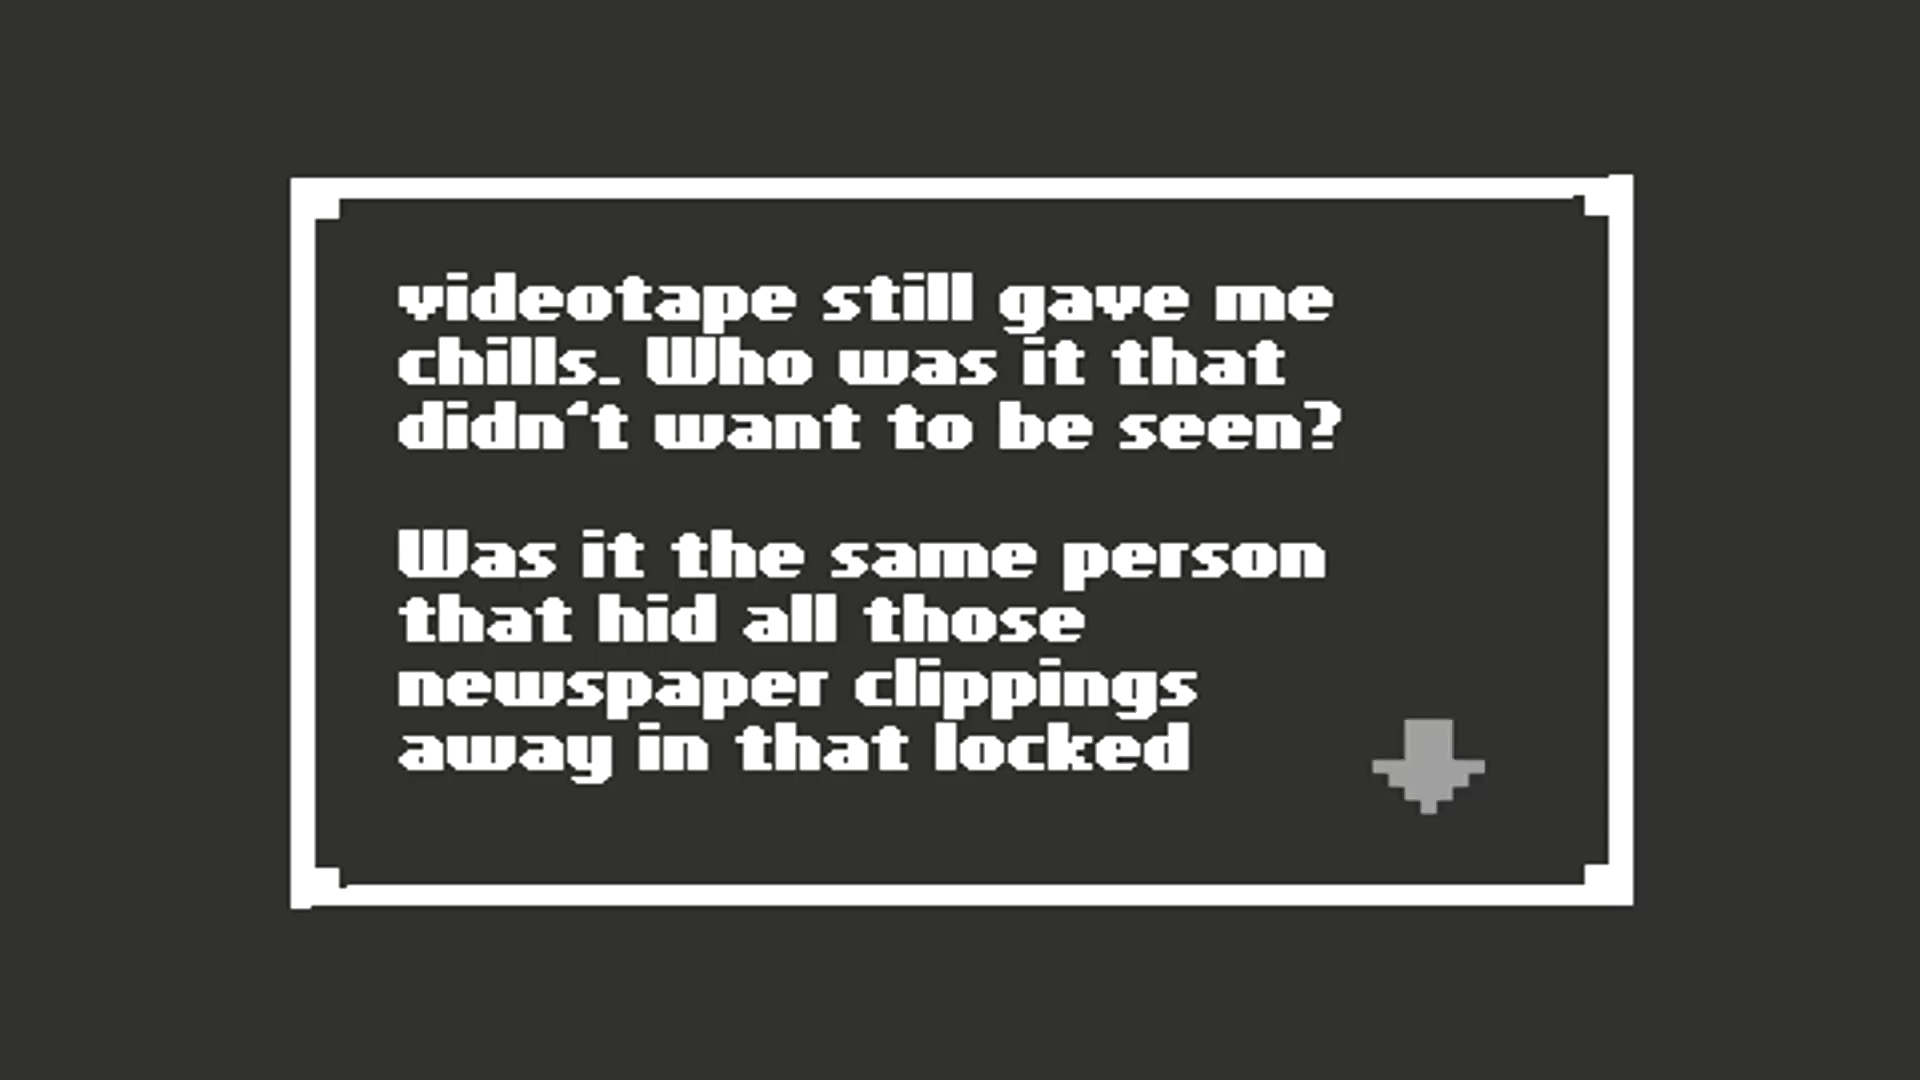 videotape still gave me
chills. Who was it that
didn't want to be seen?
Was it the same person
that hid all those
newspaper clippings
away in that locked